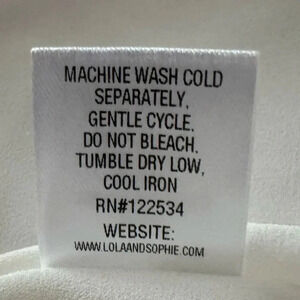 MACHINE WASH COLD
SEPARATELY,
GENTLE CYCLE.
DO NOT BLEACH,
TUMBLE DRY LOW,
COOL IRON
RN#122534
WEBSITE:
WWW.LOLAANDSOPHIE.COM